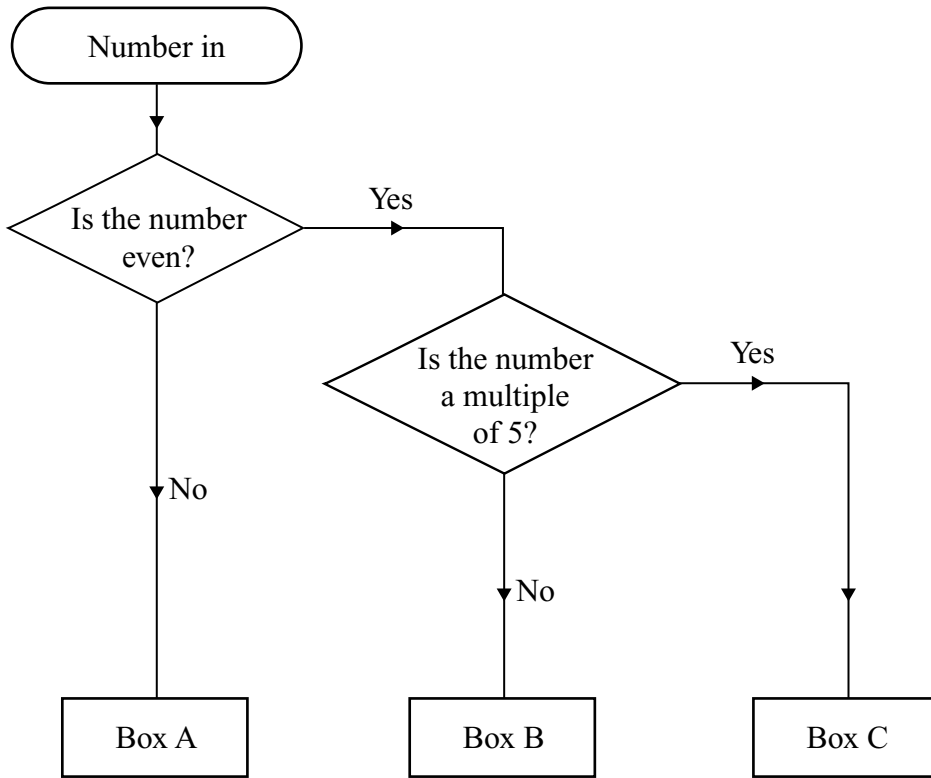 Number in
Is the number
even?
Yes
Is the number
a multiple
of 5?
Yes
No
No
Box A
Box B
Box C